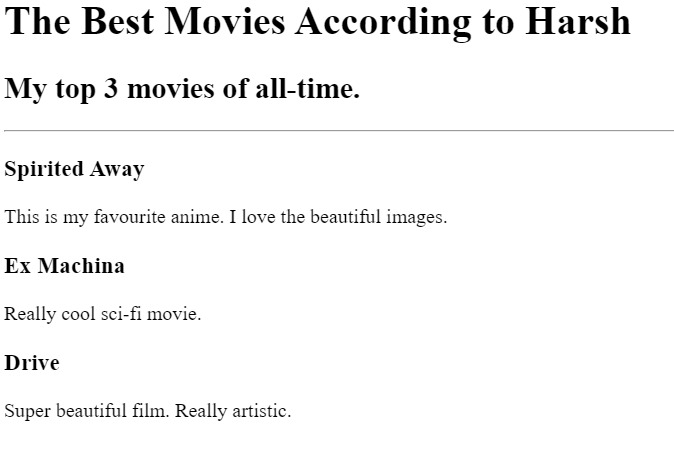 The Best Movies According to Harsh
My top 3 movies of all-time.
Spirited Away
This is my favourite anime. I love the beautiful images.
Ex Machina
Really cool sci-fi movie.
Drive
Super beautiful film. Really artistic.